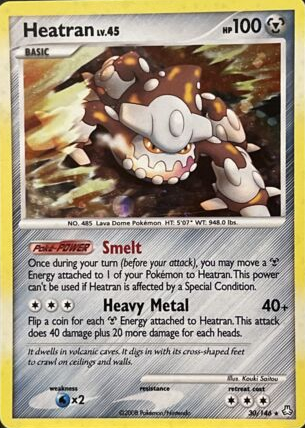 Heatran LV.45 HP 100
BASIC
NO. 485 Lava Dome Pokémon HT: 5'07" WT: 948.0 lbs.
Poké-POWER Smelt
Once during your turn (before your attack), you may move a
Energy attached to 1 of your Pokémon to Heatran. This power
can't be used if Heatran is affected by a Special Condition.
Heavy Metal 40+
Flip a coin for each Energy attached to Heatran. This attack
does 40 damage plus 20 more damage for each heads.
It dwells in volcanic caves. It digs in with its cross-shaped feet
to crawl on ceilings and walls.
Illus. Kouki Saitou
weakness resistance retreat cost
x2
©2008 Pokémon/Nintendo 30/146